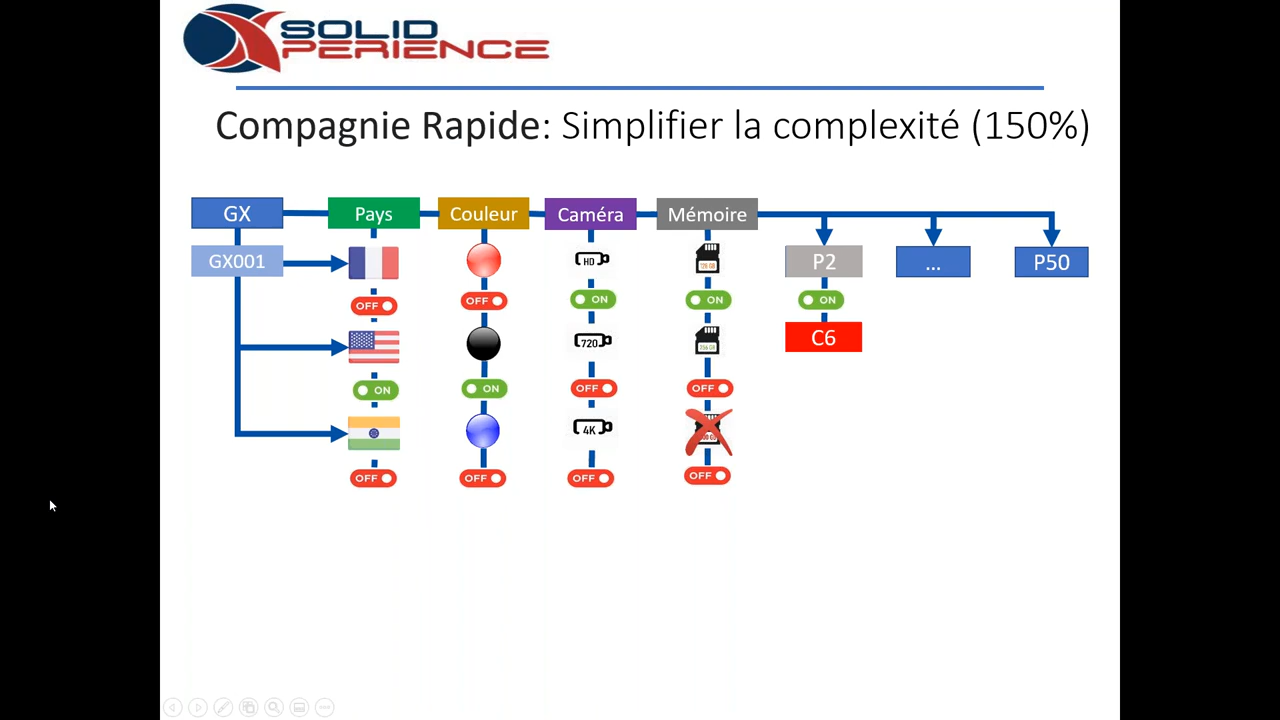 SOLID
XPERIENCE
Compagnie Rapide: Simplifier la complexité (150%)
GX Pays Couleur Caméra Mémoire
GX001 HD P2 ... P50
OFF OFF ON ON ON
720 C6
ON ON OFF OFF
4K
OFF OFF OFF OFF